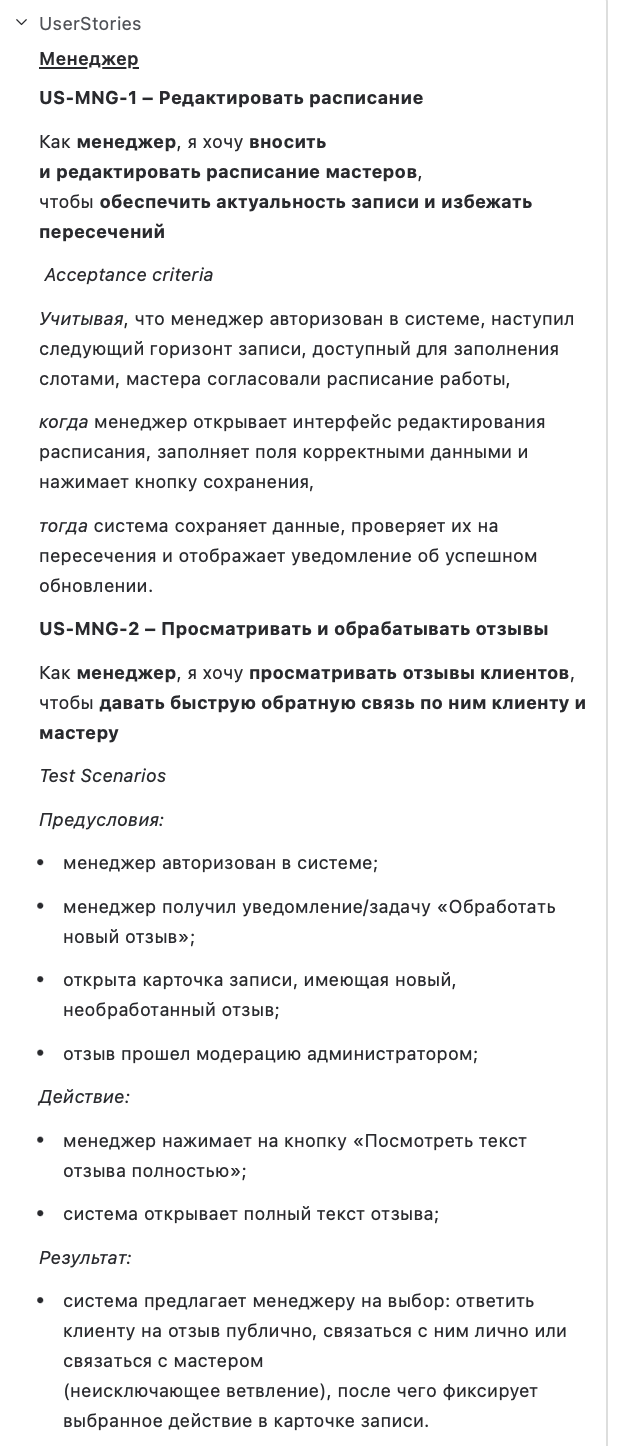 UserStories
Менеджер
US-MNG-1 – Редактировать расписание
Как менеджер, я хочу вносить
и редактировать расписание мастеров,
чтобы обеспечить актуальность записи и избежать
пересечений
Acceptance criteria
Учитывая, что менеджер авторизован в системе, наступил
следующий горизонт записи, доступный для заполнения
слотами, мастера согласовали расписание работы,
когда менеджер открывает интерфейс редактирования
расписания, заполняет поля корректными данными и
нажимает кнопку сохранения,
тогда система сохраняет данные, проверяет их на
пересечения и отображает уведомление об успешном
обновлении.
US-MNG-2 – Просматривать и обрабатывать отзывы
Как менеджер, я хочу просматривать отзывы клиентов,
чтобы давать быструю обратную связь по ним клиенту и
мастеру
Test Scenarios
Предусловия:
• менеджер авторизован в системе;
• менеджер получил уведомление/задачу «Обработать
новый отзыв»;
• открыта карточка записи, имеющая новый,
необработанный отзыв;
• отзыв прошел модерацию администратором;
Действие:
• менеджер нажимает на кнопку «Посмотреть текст
отзыва полностью»;
• система открывает полный текст отзыва;
Результат:
• система предлагает менеджеру на выбор: ответить
клиенту на отзыв публично, связаться с ним лично или
связаться с мастером
(неисключающее ветвление), после чего фиксирует
выбранное действие в карточке записи.